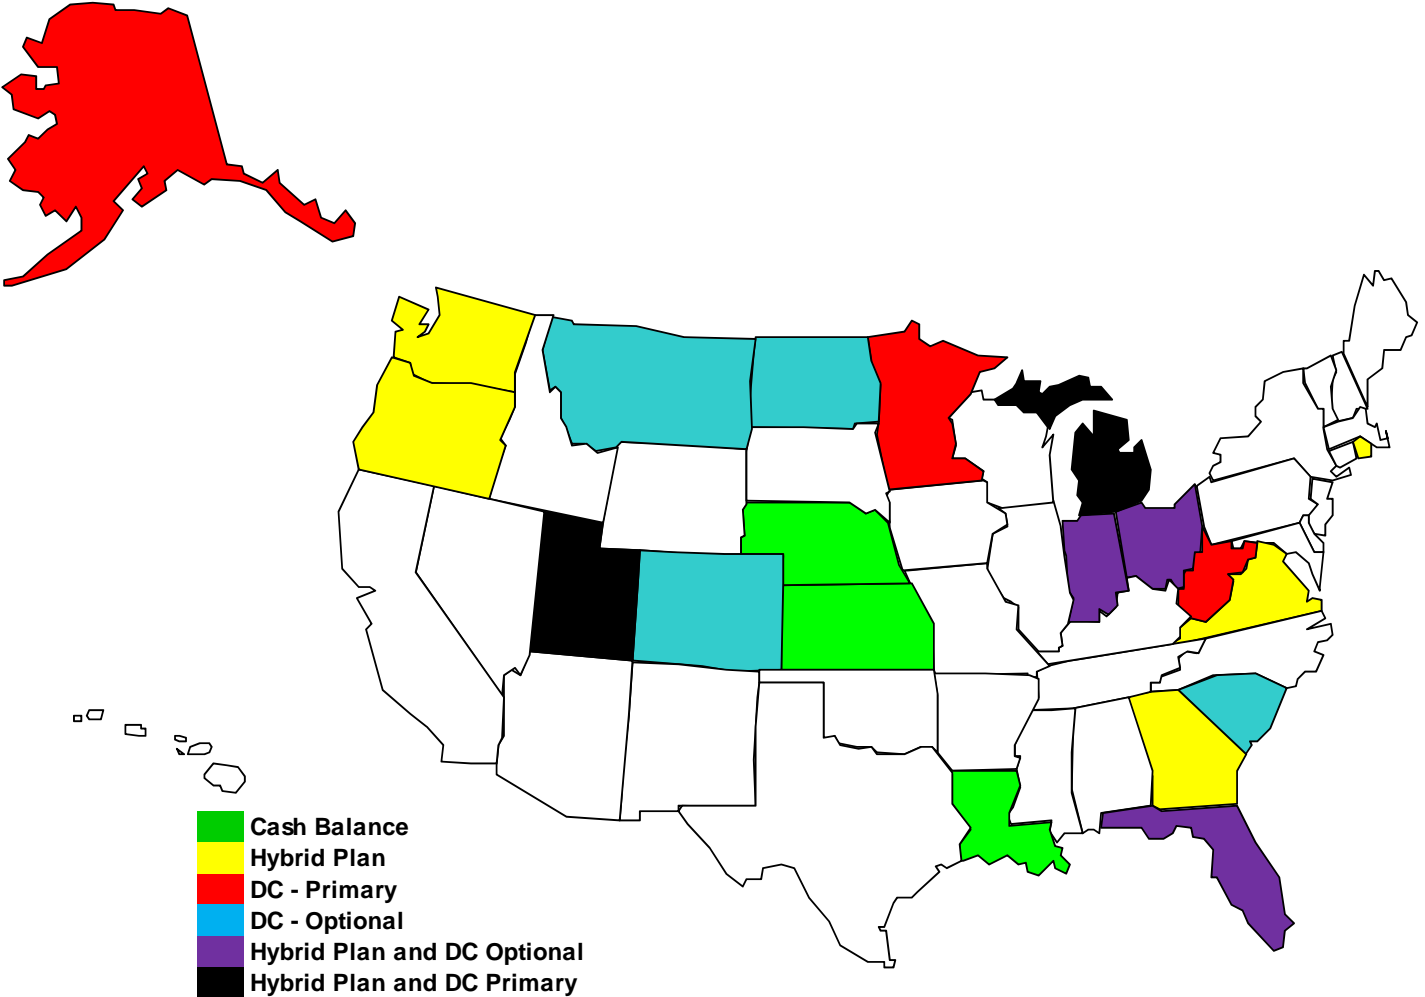 Cash Balance
Hybrid Plan
DC - Primary
DC - Optional
Hybrid Plan and DC Optional
Hybrid Plan and DC Primary